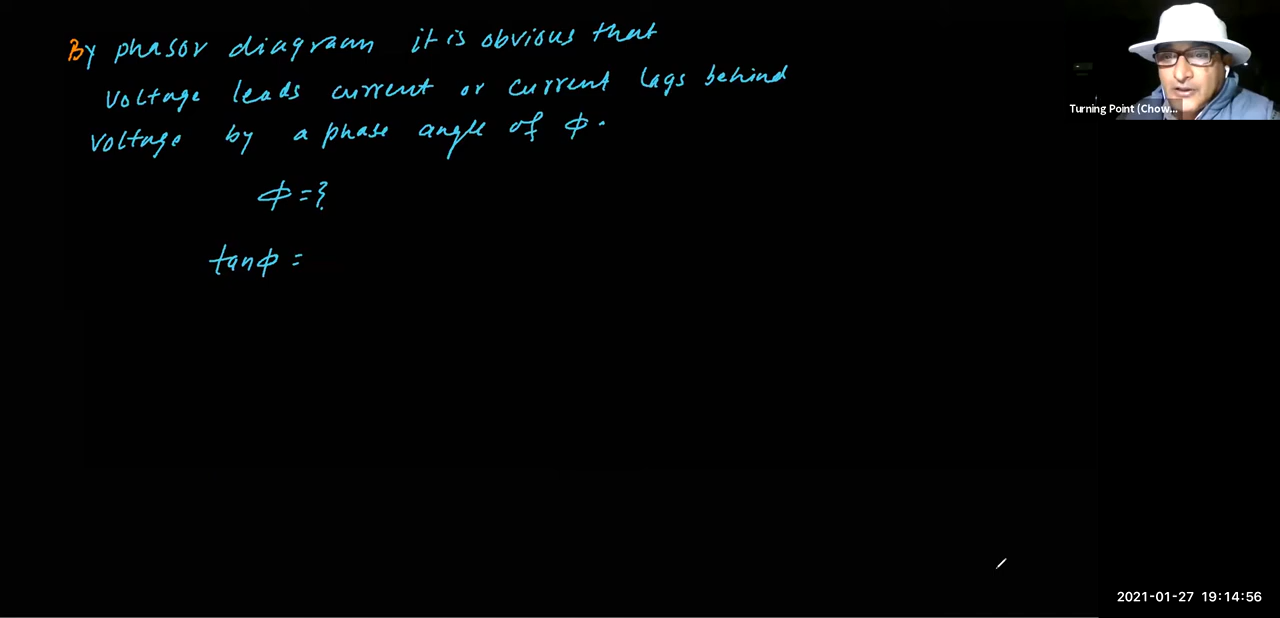 By phasor diagram it is obvious that
voltage leads current or current lags behind
voltage by a phase angle of ϕ.
ϕ = ?
tanϕ =
Turning Point (Chow...
2021-01-27 19:14:56